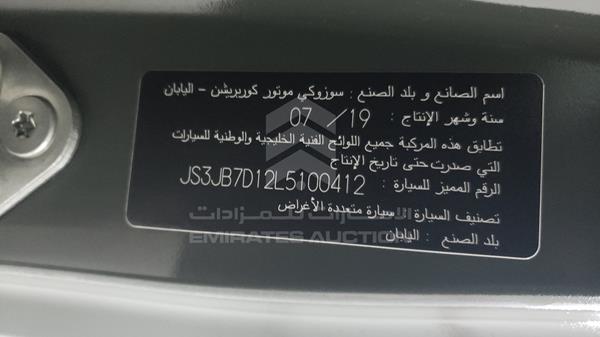 اسم الصانع و بلد الصنع : سوزوكي موتور كوربريشن - اليابان
سنة وشهر الإنتاج : 19 / 07
تطابق هذه المركبة جميع اللوائح الفنية الخليجية والوطنية للسيارات
التي صدرت حتى تاريخ الإنتاج
الرقم المميز للسيارة : JS3JB7D12L5100412
تصنيف السيارة : سيارة متعددة الأغراض
بلد الصنع : اليابان
الإمارات للمزادات
EMIRATES AUCTION